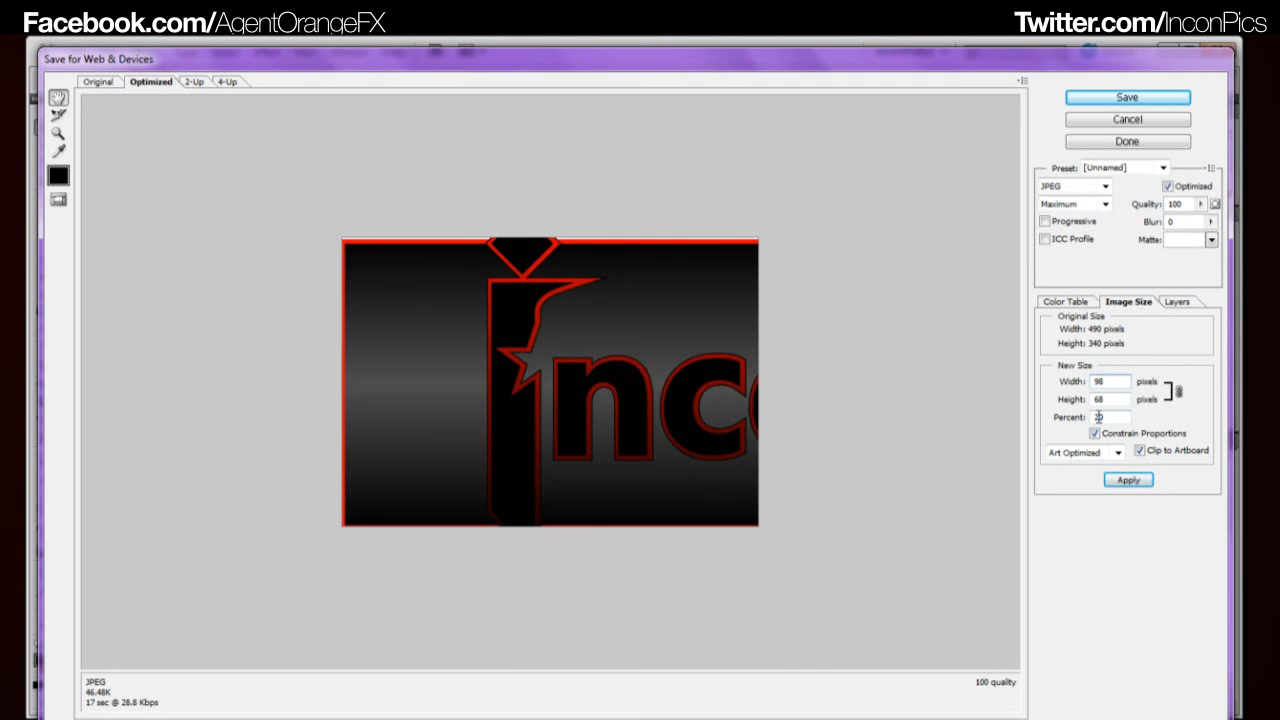 Facebook.com/AgentOrangeFX
Twitter.com/InconPics
Save for Web & Devices
Original
Optimized
2-Up
4-Up
Save
Cancel
Done
Preset: [Unnamed]
JPEG
Optimized
Maximum
Quality: 100
Progressive
Blur: 0
ICC Profile
Matte:
Color Table
Image Size
Layers
Original Size
Width: 490 pixels
Height: 340 pixels
New Size
Width: 98 pixels
Height: 68 pixels
Percent: 20
Constrain Proportions
Art Optimized
Clip to Artboard
Apply
inc
JPEG
46.48K
17 sec @ 28.8 Kbps
100 quality